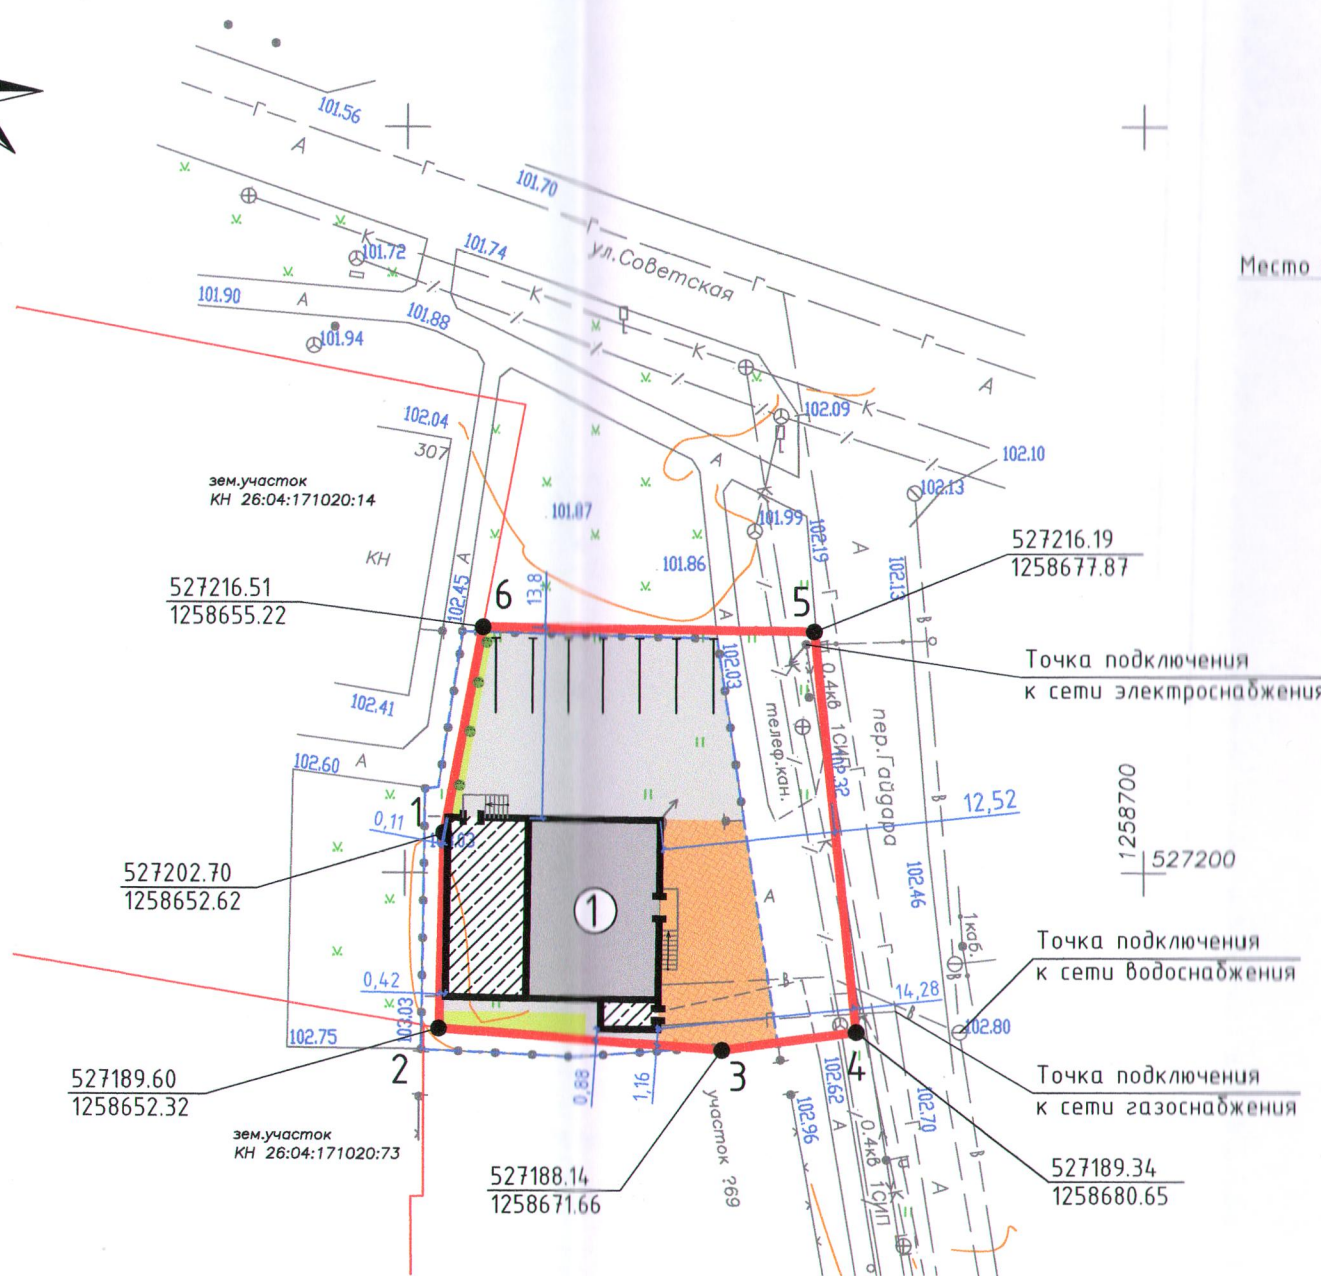 101.56
А
Г
Г
101.70
Г
ул.Советская
К
101.72
101.74
К
Г
Место
101.90
А
101.88
101.94
К
Г
А
102.04
307
102.09
К
102.10
зем.участок
КН 26:04:171020:14
А
102.13
101.87
101.99
102.19
527216.19
1258677.87
КН
А
101.86
А
102.13
527216.51
1258655.22
102.45
6
13,8
5
А
В
Точка подключения
к сети электроснабжения
102.03
0.4кв 1СИП
102.41
телеф.кан.
пер.Гайдара
102.60
А
12,52
1258700
527200
1
0,11
527202.70
1258652.62
В
Г
102.46
1
А
1каб.
Точка подключения
к сети водоснабжения
0,42
В
14,28
103.03
102.75
102.80
527189.60
1258652.32
2
0,88
1,16
3
4
102.62
Точка подключения
к сети газоснабжения
102.70
102.96
А
0.4кв 1СИП
В
зем.участок
КН 26:04:171020:73
участок ?69
527188.14
1258671.66
527189.34
1258680.65
К
А